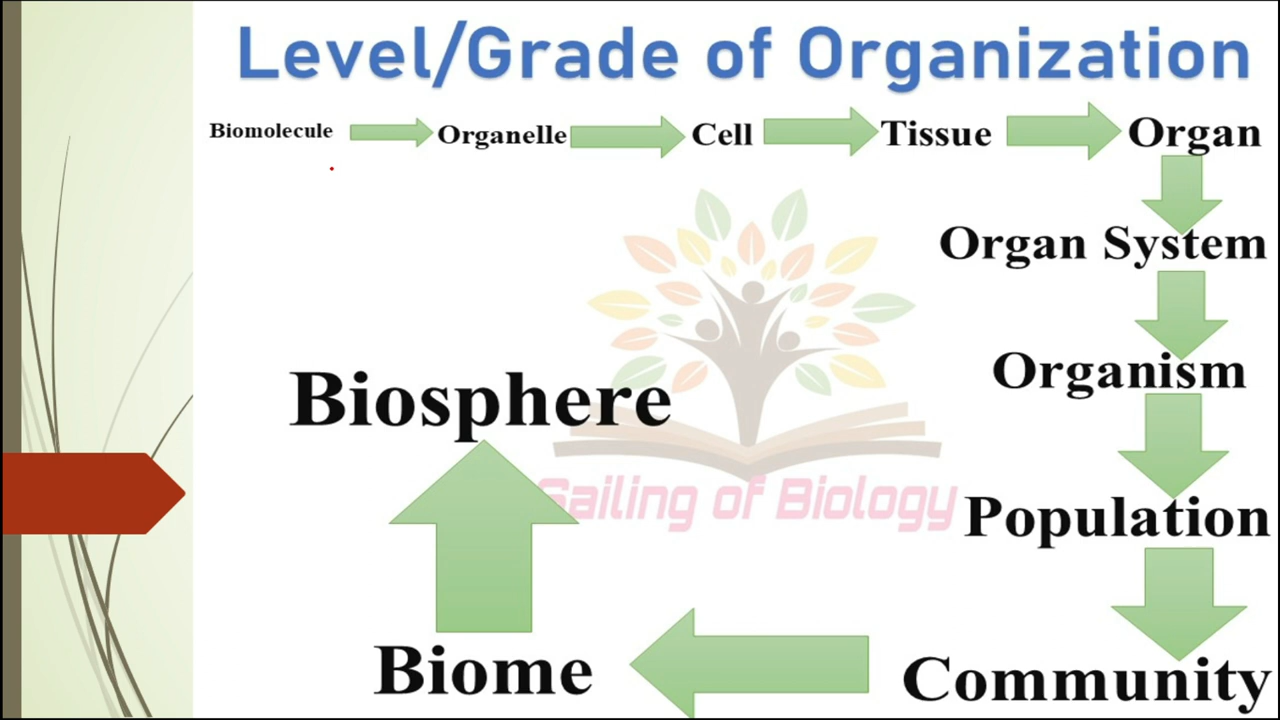 Level/Grade of Organization
Biomolecule
Organelle
Cell
Tissue
Organ
Organ System
Organism
Population
Community
Biome
Biosphere
Sailing of Biology